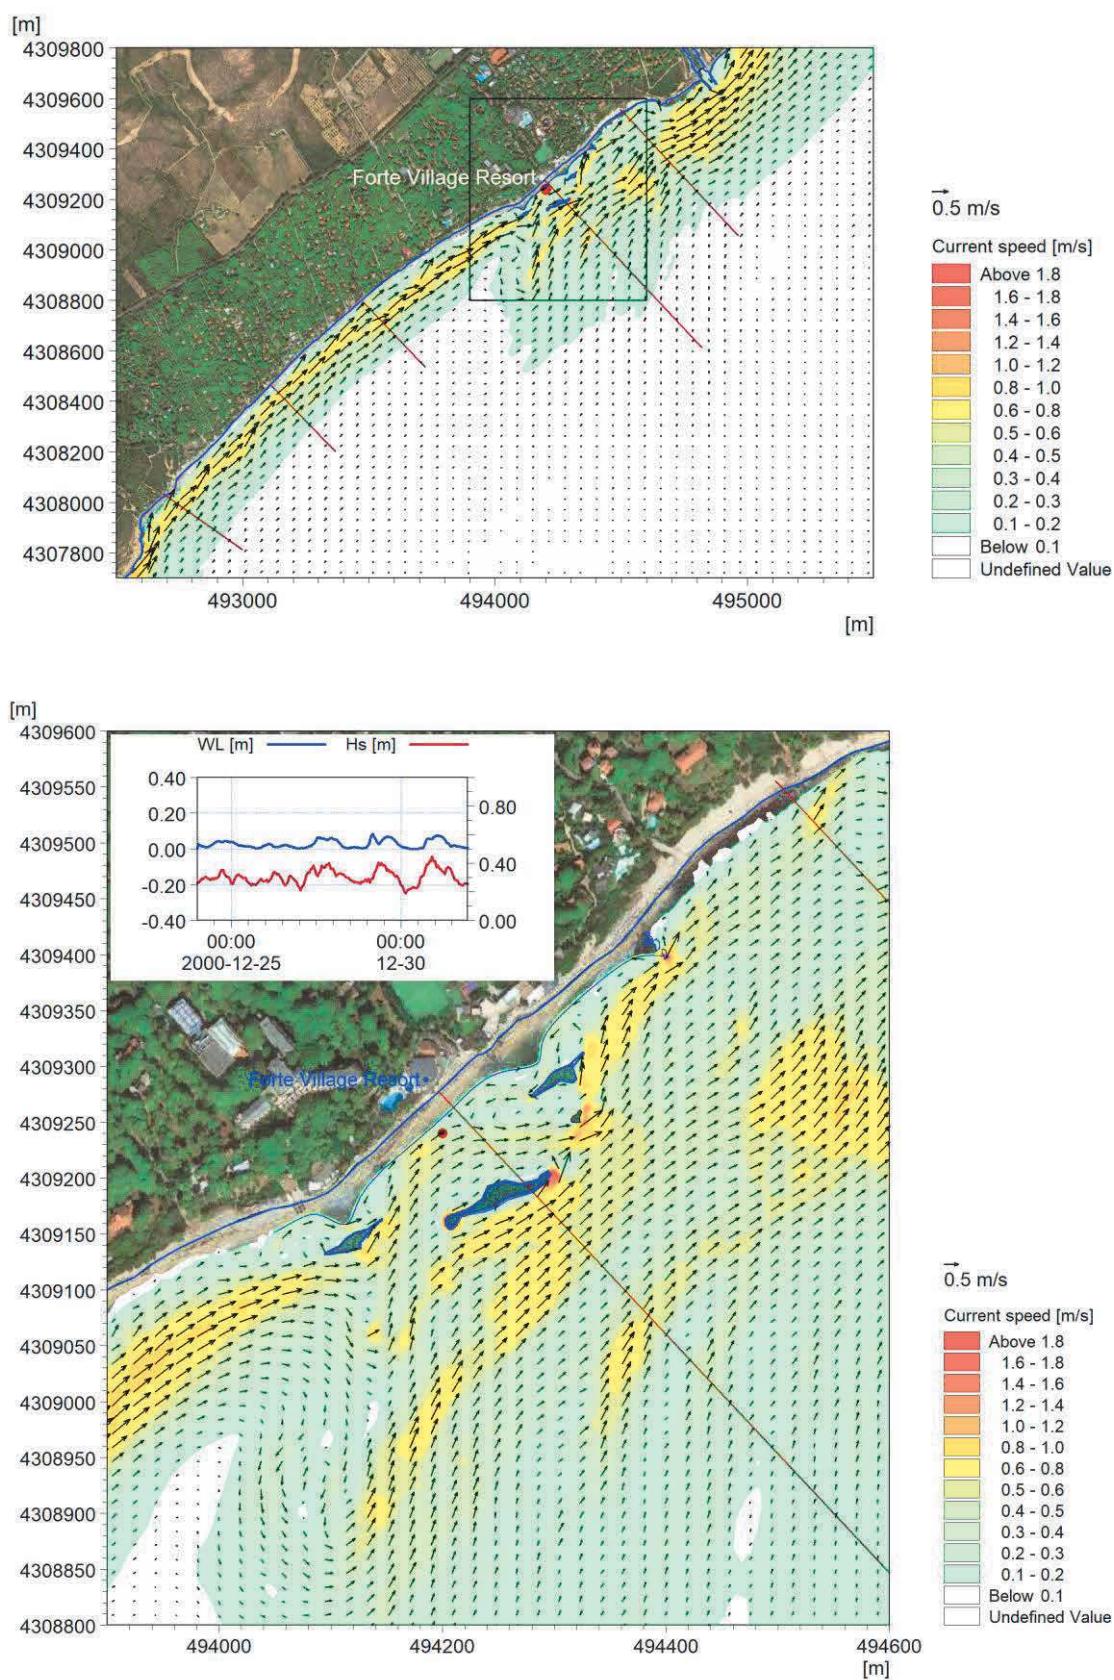 [m]
4309800
4309600
4309400
4309200
4309000
4308800
4308600
4308400
4308200
4308000
4307800
Forte Village Resort
493000 494000 495000
[m]
0.5 m/s
Current speed [m/s]
Above 1.8
1.6 - 1.8
1.4 - 1.6
1.2 - 1.4
1.0 - 1.2
0.8 - 1.0
0.6 - 0.8
0.5 - 0.6
0.4 - 0.5
0.3 - 0.4
0.2 - 0.3
0.1 - 0.2
Below 0.1
Undefined Value
[m]
4309600
4309550
4309500
4309450
4309400
4309350
4309300
4309250
4309200
4309150
4309100
4309050
4309000
4308950
4308900
4308850
4308800
WL [m] Hs [m]
0.40
0.20
0.00
-0.20
-0.40
0.80
0.40
0.00
00:00 00:00
2000-12-25 12-30
Forte Village Resort
494000 494200 494400 494600
[m]
0.5 m/s
Current speed [m/s]
Above 1.8
1.6 - 1.8
1.4 - 1.6
1.2 - 1.4
1.0 - 1.2
0.8 - 1.0
0.6 - 0.8
0.5 - 0.6
0.4 - 0.5
0.3 - 0.4
0.2 - 0.3
0.1 - 0.2
Below 0.1
Undefined Value